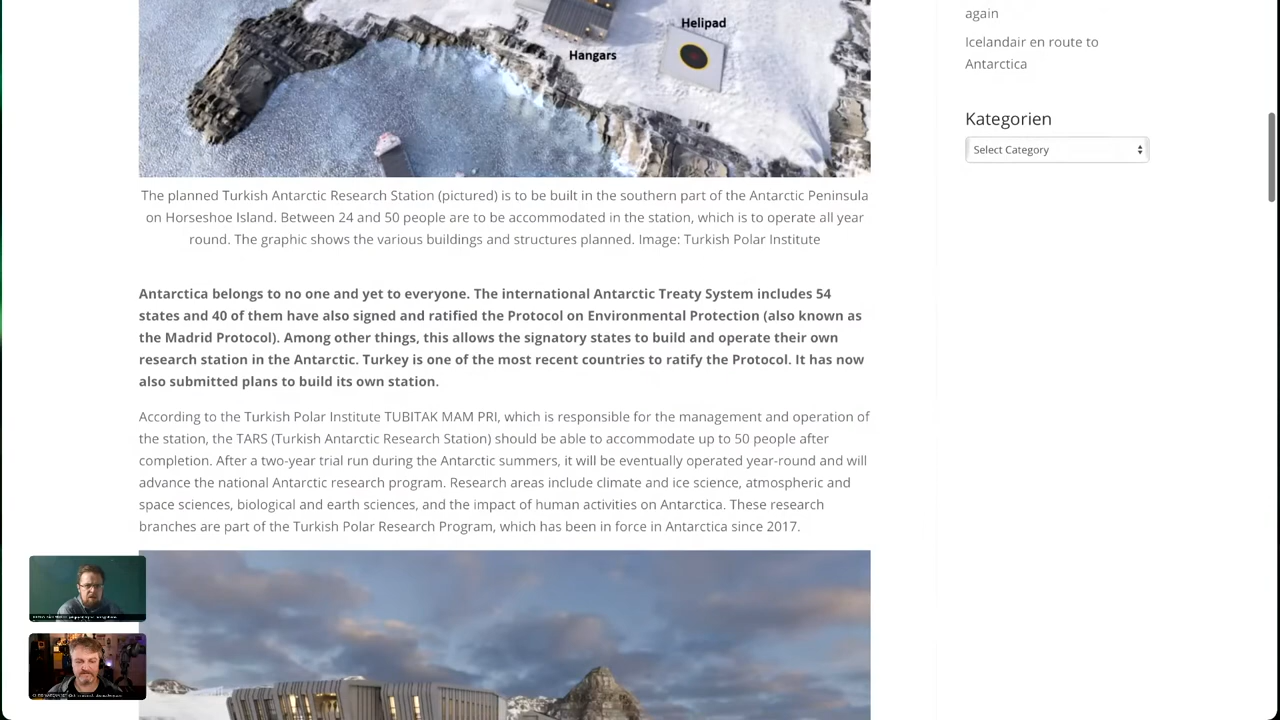 again
Icelandair en route to
Antarctica
Kategorien
Select Category
Helipad
Hangars
The planned Turkish Antarctic Research Station (pictured) is to be built in the southern part of the Antarctic Peninsula
on Horseshoe Island. Between 24 and 50 people are to be accommodated in the station, which is to operate all year
round. The graphic shows the various buildings and structures planned. Image: Turkish Polar Institute
Antarctica belongs to no one and yet to everyone. The international Antarctic Treaty System includes 54
states and 40 of them have also signed and ratified the Protocol on Environmental Protection (also known as
the Madrid Protocol). Among other things, this allows the signatory states to build and operate their own
research station in the Antarctic. Turkey is one of the most recent countries to ratify the Protocol. It has now
also submitted plans to build its own station.
According to the Turkish Polar Institute TUBITAK MAM PRI, which is responsible for the management and operation of
the station, the TARS (Turkish Antarctic Research Station) should be able to accommodate up to 50 people after
completion. After a two-year trial run during the Antarctic summers, it will be eventually operated year-round and will
advance the national Antarctic research program. Research areas include climate and ice science, atmospheric and
space sciences, biological and earth sciences, and the impact of human activities on Antarctica. These research
branches are part of the Turkish Polar Research Program, which has been in force in Antarctica since 2017.